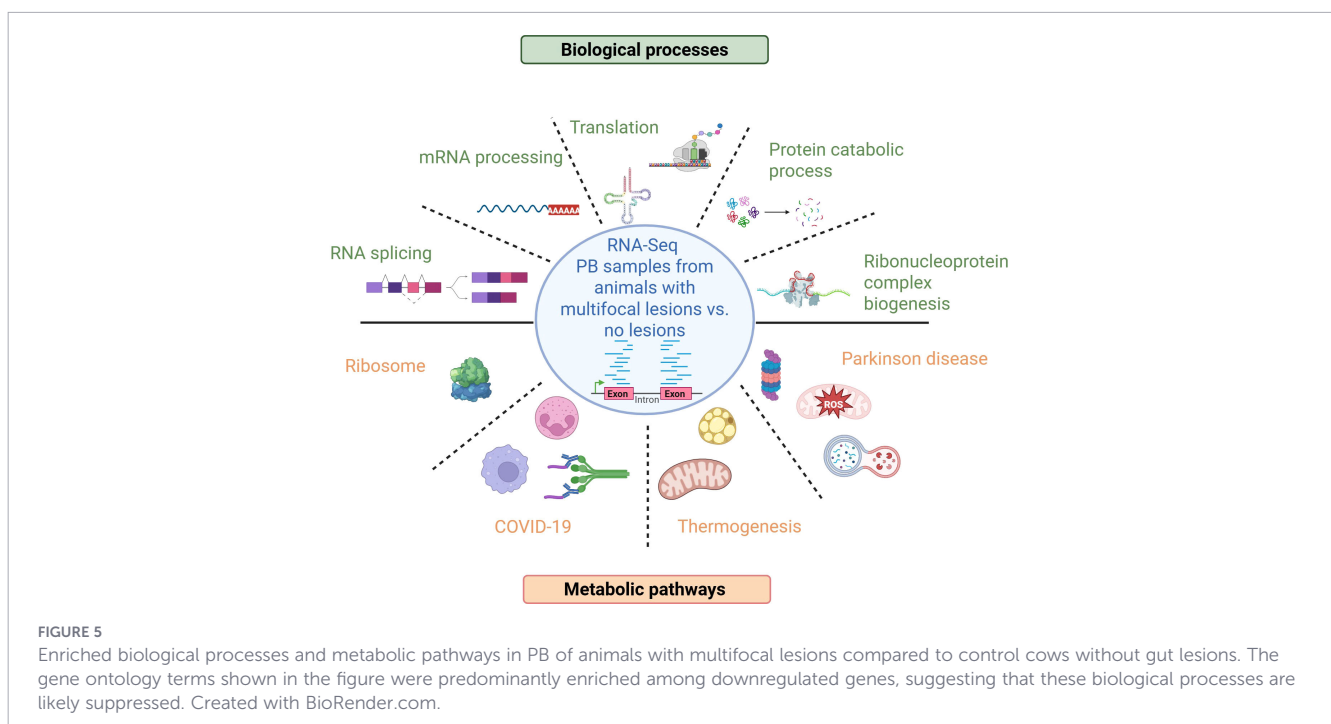 Biological processes
Translation
mRNA processing
AAAAAA
Protein catabolic
process
RNA splicing
Ribonucleoprotein
complex
biogenesis
RNA-Seq
PB samples from
animals with
multifocal lesions vs.
no lesions
Exon
Intron
Exon
Ribosome
Parkinson disease
ROS
COVID-19
Thermogenesis
Metabolic pathways
FIGURE 5
Enriched biological processes and metabolic pathways in PB of animals with multifocal lesions compared to control cows without gut lesions. The
gene ontology terms shown in the figure were predominantly enriched among downregulated genes, suggesting that these biological processes are
likely suppressed. Created with BioRender.com.